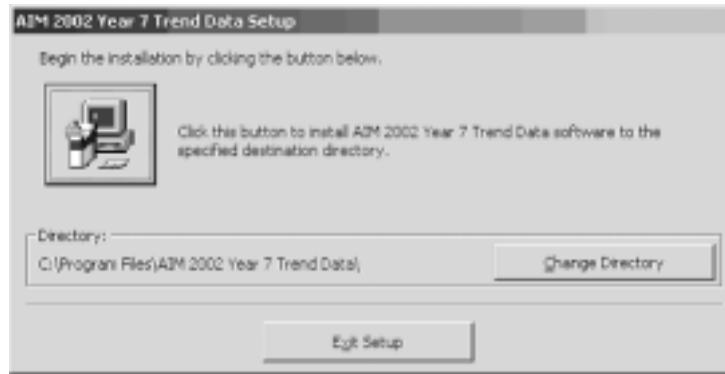 AIM 2002 Year 7 Trend Data Setup
Begin the installation by clicking the button below.
Click this button to install AIM 2002 Year 7 Trend Data software to the
specified destination directory.
Directory:
C:\Program Files\AIM 2002 Year 7 Trend Data\
Change Directory
Exit Setup